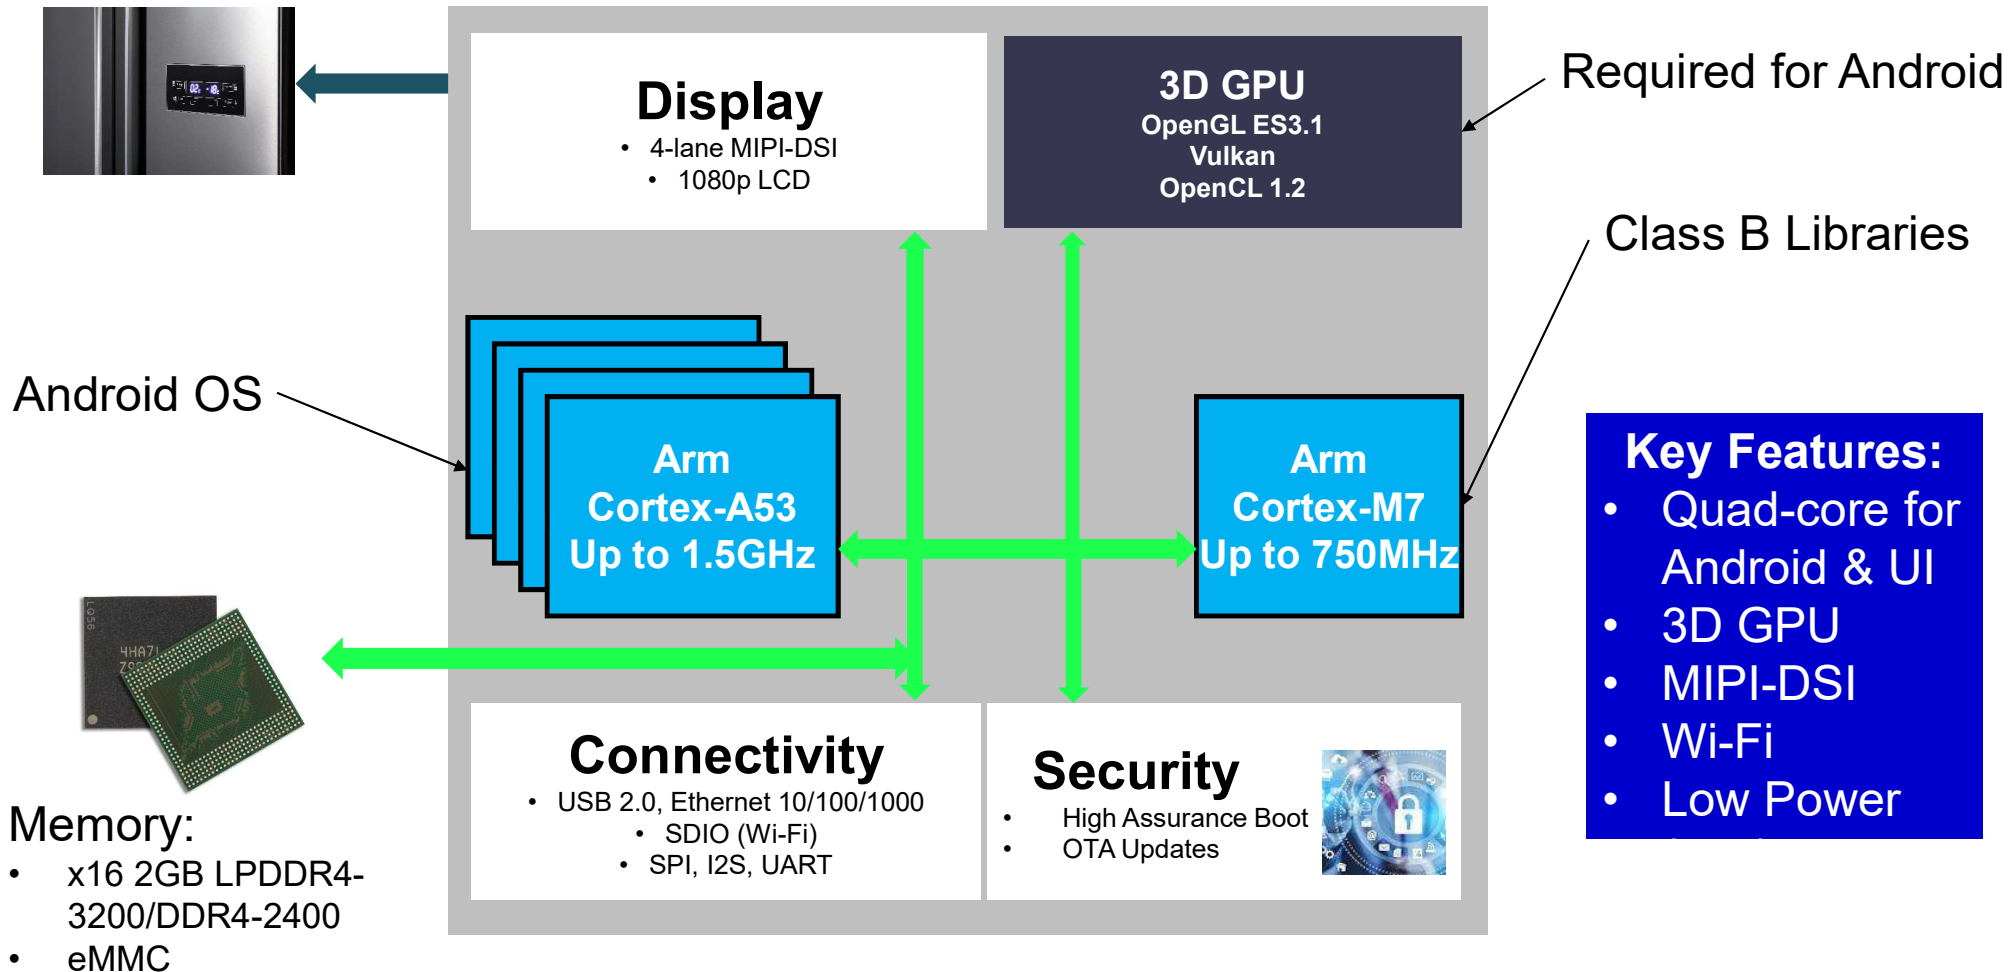 Display
• 4-lane MIPI-DSI
• 1080p LCD
3D GPU
OpenGL ES3.1
Vulkan
OpenCL 1.2
Required for Android
Class B Libraries
Android OS
Arm
Cortex-A53
Up to 1.5GHz
Arm
Cortex-M7
Up to 750MHz
Key Features:
• Quad-core for
Android & UI
• 3D GPU
• MIPI-DSI
• Wi-Fi
• Low Power
LQ56
4HA7L
Memory:
• x16 2GB LPDDR4-
3200/DDR4-2400
• eMMC
Connectivity
• USB 2.0, Ethernet 10/100/1000
• SDIO (Wi-Fi)
• SPI, I2S, UART
Security
• High Assurance Boot
• OTA Updates